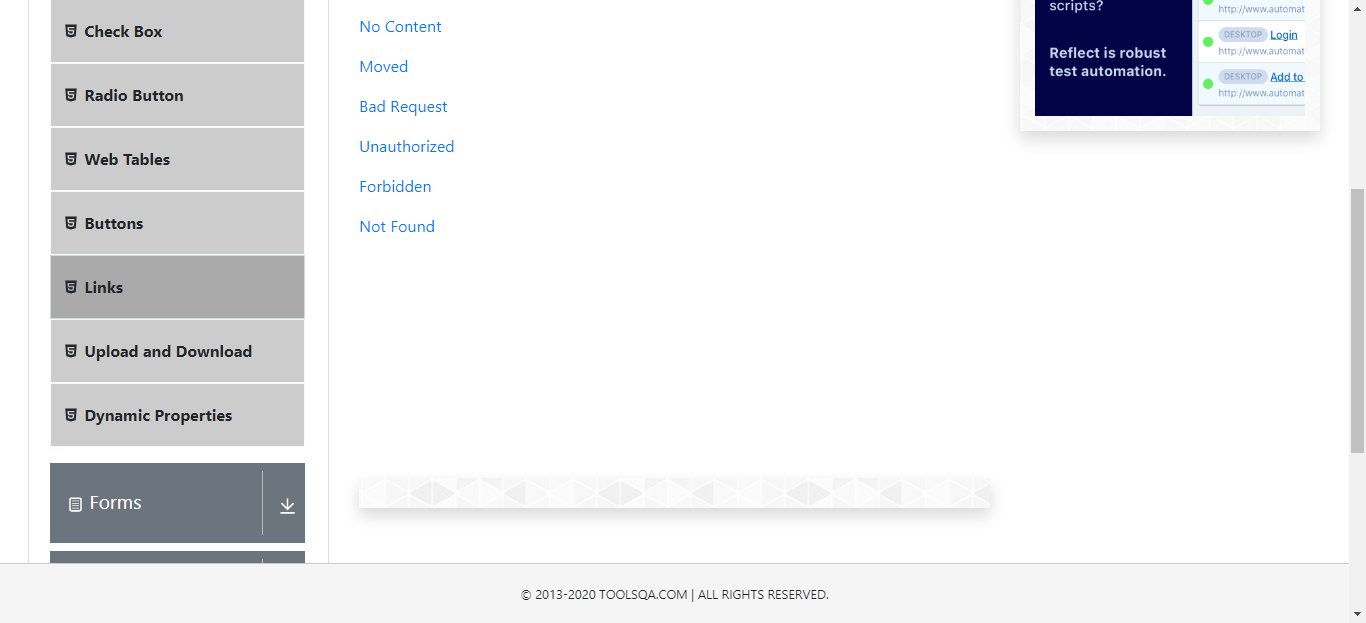 Check Box
Radio Button
Web Tables
Buttons
Links
Upload and Download
Dynamic Properties
Forms
No Content
Moved
Bad Request
Unauthorized
Forbidden
Not Found
scripts?
Reflect is robust
test automation.
http://www.automat
DESKTOP Login
http://www.automat
DESKTOP Add to
http://www.automat
© 2013-2020 TOOLSQA.COM | ALL RIGHTS RESERVED.